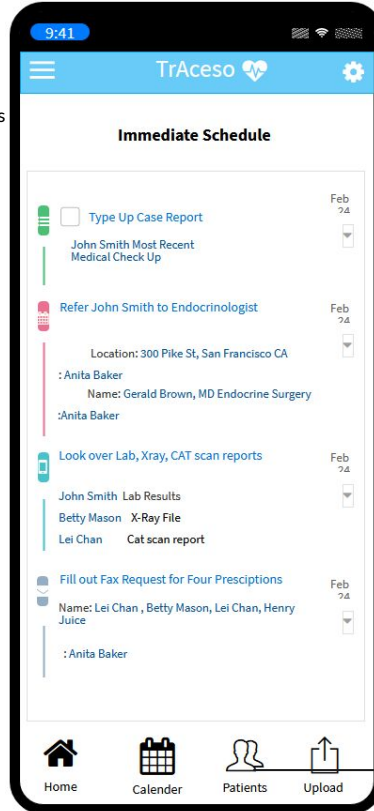 9:41
TrAceso
s
Immediate Schedule
Feb 24
Type Up Case Report
John Smith Most Recent
Medical Check Up
Refer John Smith to Endocrinologist
Feb 24
Location: 300 Pike St, San Francisco CA
: Anita Baker
Name: Gerald Brown, MD Endocrine Surgery
:Anita Baker
Look over Lab, Xray, CAT scan reports
Feb 24
John Smith Lab Results
Betty Mason X-Ray File
Lei Chan Cat scan report
Fill out Fax Request for Four Presciptions
Feb 24
Name: Lei Chan , Betty Mason, Lei Chan, Henry
Juice
: Anita Baker
Home
Calender
Patients
Upload